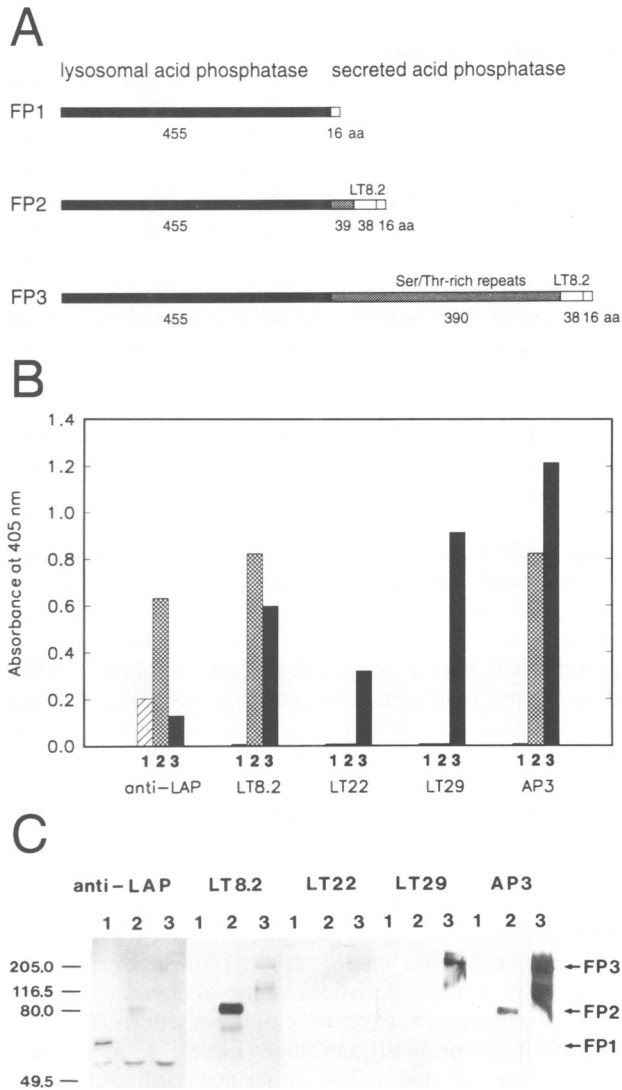 A
lysosomal acid phosphatase secreted acid phosphatase
FP1
455 16 aa
LT8.2
FP2
455 39 38 16 aa
Ser/Thr-rich repeats LT8.2
FP3
455 390 38 16 aa
B
Absorbance at 405 nm
1.4
1.2
1.0
0.8
0.6
0.4
0.2
0.0
1 2 3 1 2 3 1 2 3 1 2 3 1 2 3
anti-LAP LT8.2 LT22 LT29 AP3
C
anti-LAP LT8.2 LT22 LT29 AP3
1 2 3 1 2 3 1 2 3 1 2 3 1 2 3
205.0 FP3
116.5
80.0 FP2
FP1
49.5